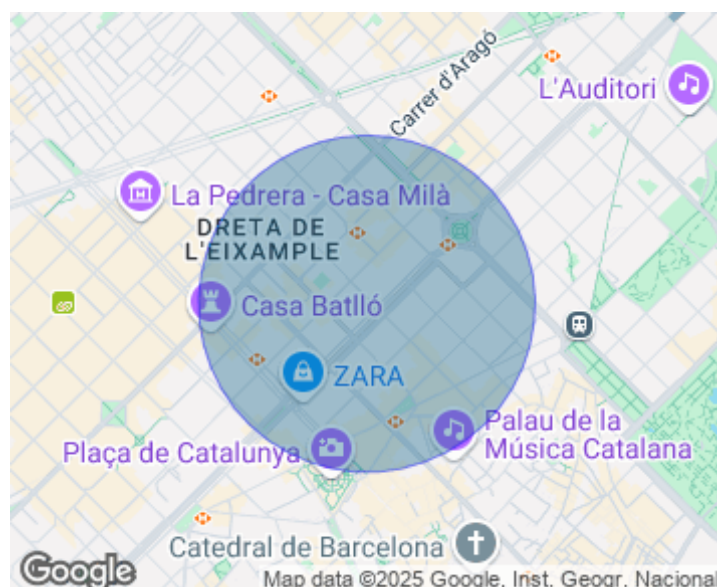 Carrer d'Aragó
L'Auditori
La Pedrera - Casa Milà
DRETA DE
L'EIXAMPLE
Casa Batlló
ZARA
Palau de la
Música Catalana
Plaça de Catalunya
Catedral de Barcelona
Google
Map data ©2025 Google, Inst. Geogr. Nacional